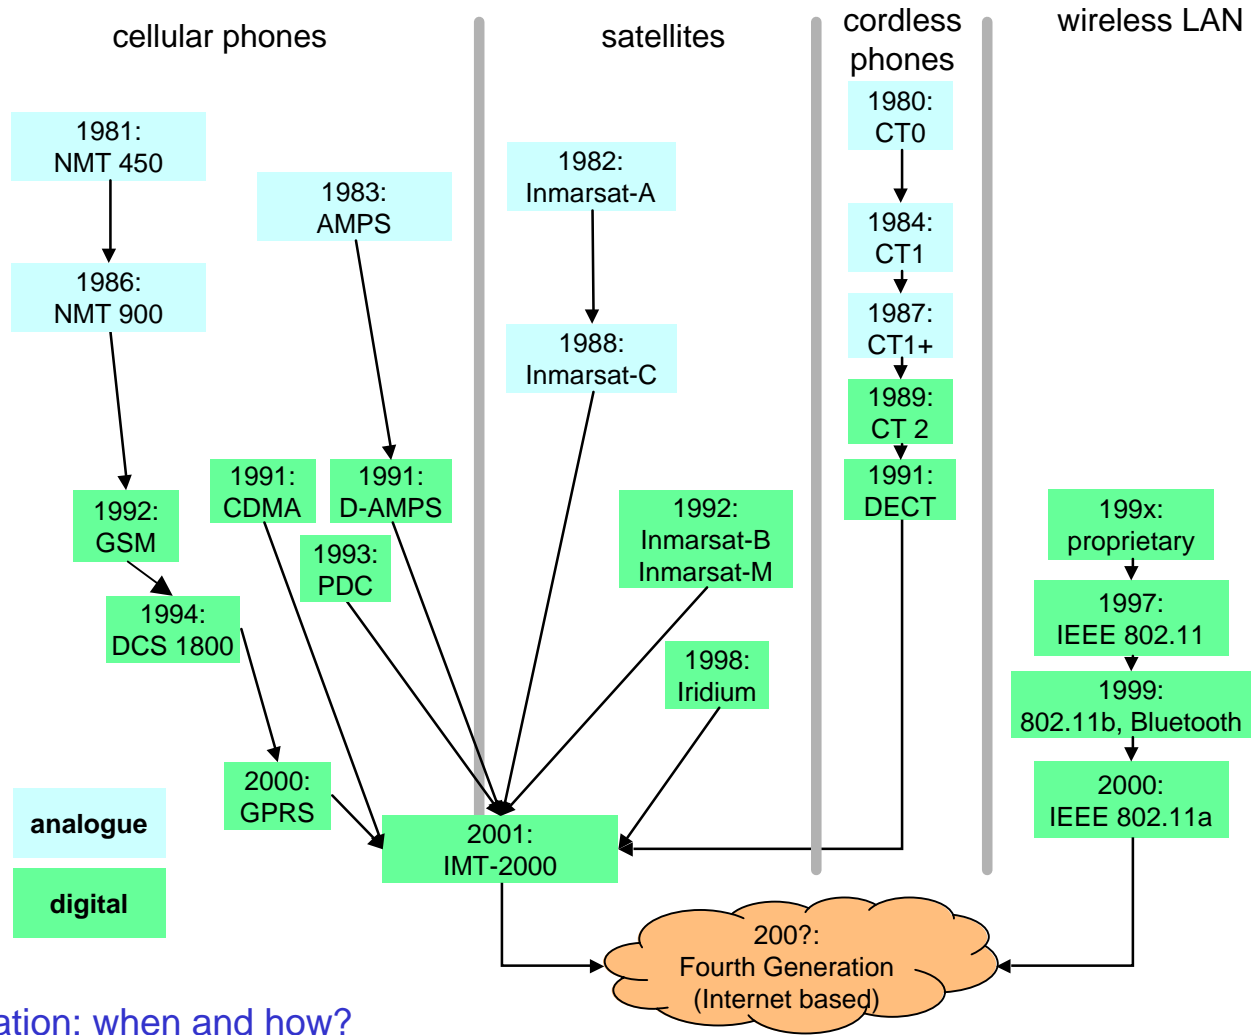 cellular phones
satellites
cordless
phones
wireless LAN
1980:
CT0
1981:
NMT 450
1982:
Inmarsat-A
1983:
AMPS
1984:
CT1
1986:
NMT 900
1987:
CT1+
1988:
Inmarsat-C
1989:
CT 2
1991:
CDMA
1991:
D-AMPS
1991:
DECT
1992:
GSM
1992:
Inmarsat-B
Inmarsat-M
199x:
proprietary
1993:
PDC
1994:
DCS 1800
1997:
IEEE 802.11
1998:
Iridium
1999:
802.11b, Bluetooth
2000:
GPRS
2000:
IEEE 802.11a
analogue
digital
2001:
IMT-2000
200?:
Fourth Generation
(Internet based)
ation: when and how?